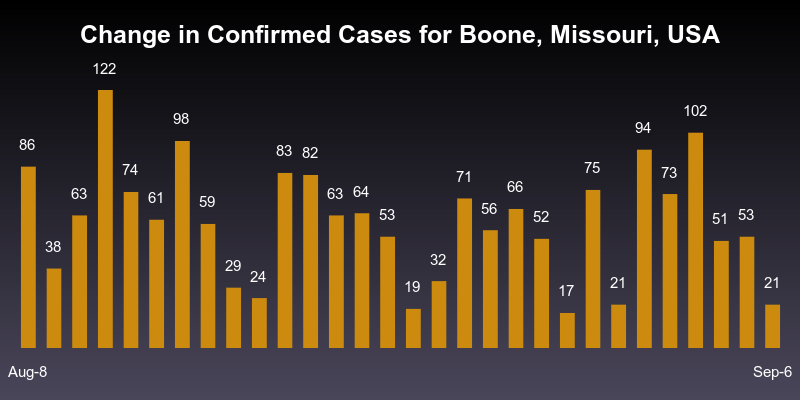 Change in Confirmed Cases for Boone, Missouri, USA
86 38 63 122 74 61 98 59 29 24 83 82 63 64 53 19 32 71 56 66 52 17 75 21 94 73 102 51 53 21
Aug-8 Sep-6